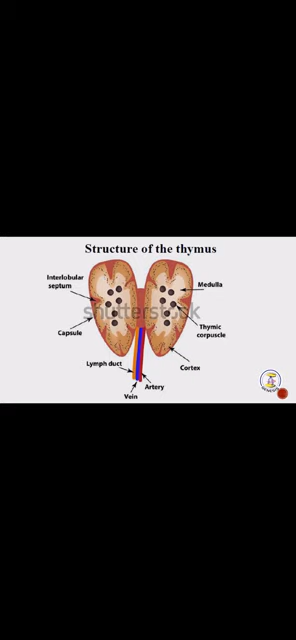 Structure of the thymus
Interlobular
septum
Medulla
shutterstock
Thymic
corpuscle
Capsule
Lymph duct
Cortex
Artery
Vein